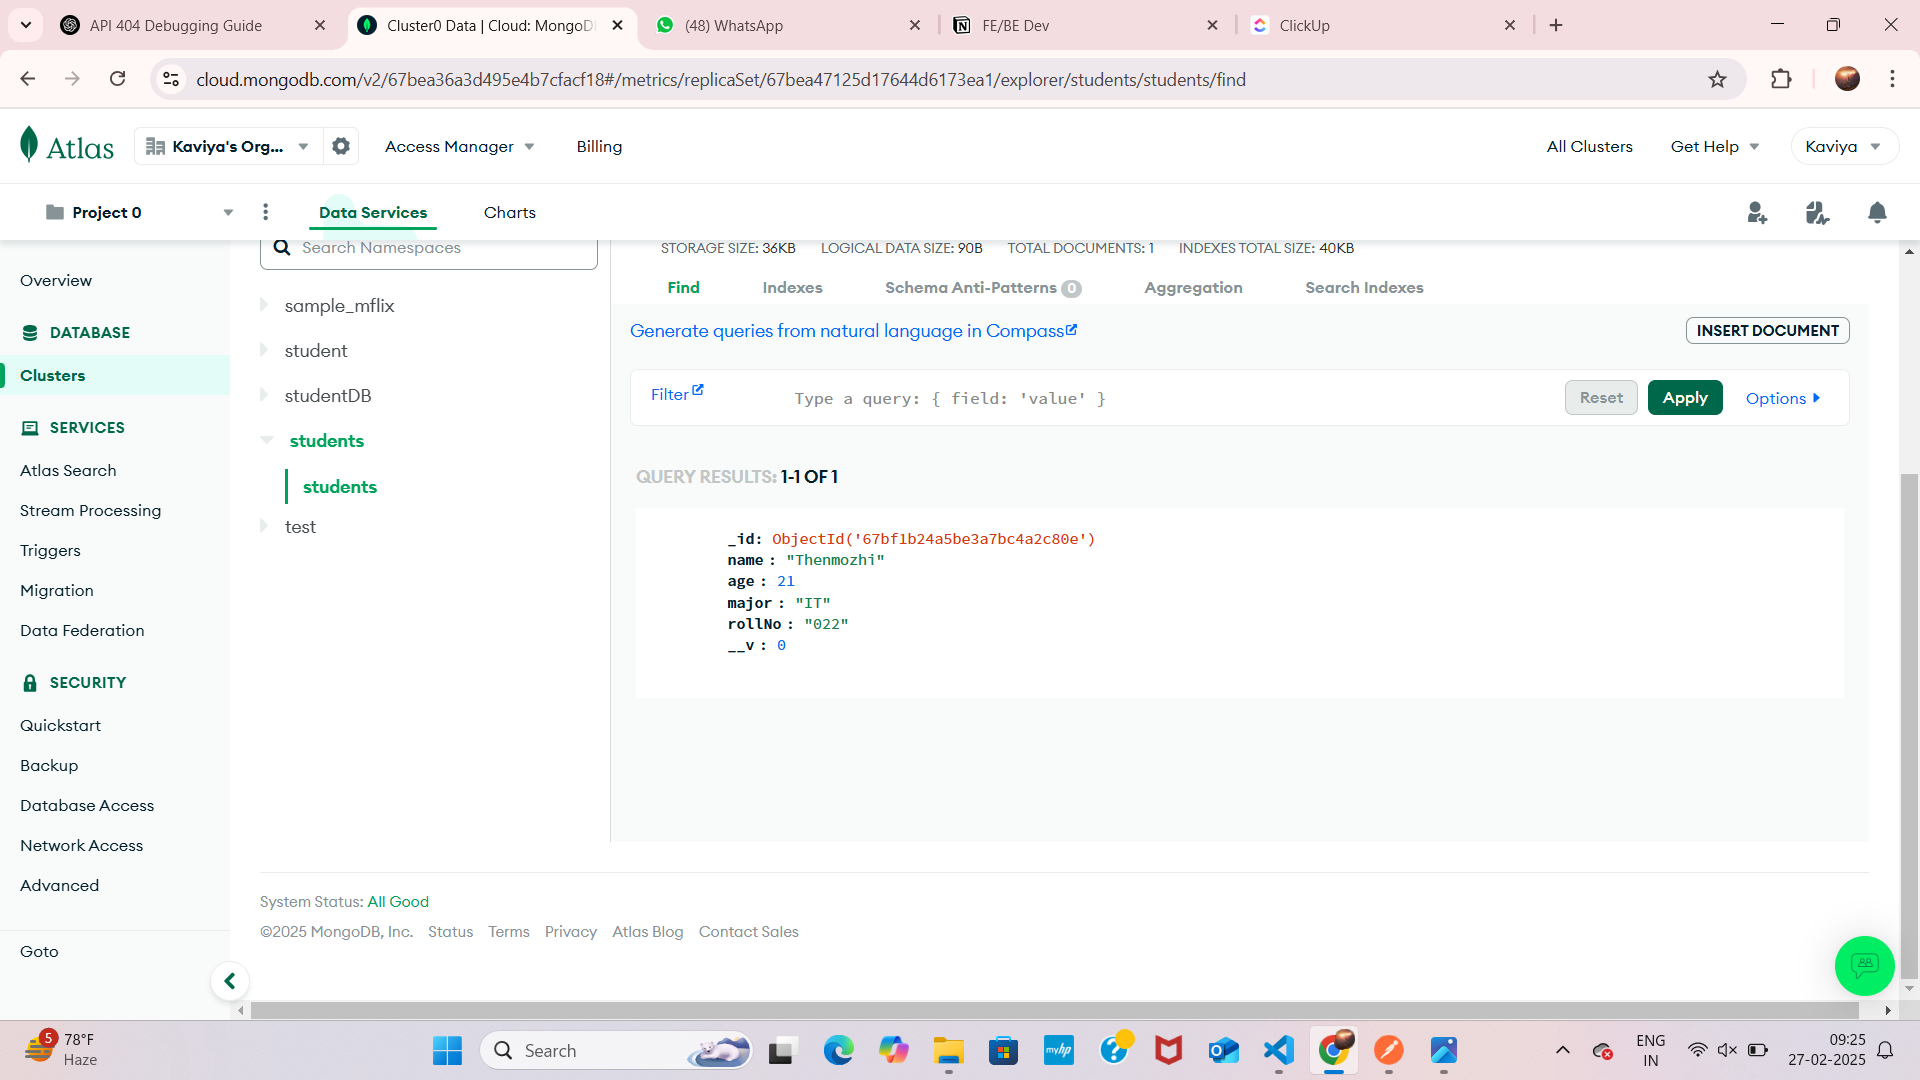 API 404 Debugging Guide
Cluster0 Data | Cloud: MongoD
(48) WhatsApp
FE/BE Dev
ClickUp
cloud.mongodb.com/v2/67bea36a3d495e4b7cfacf18#/metrics/replicaSet/67bea47125d17644d6173ea1/explorer/students/students/find
Atlas
Kaviya's Org...
Access Manager
Billing
All Clusters
Get Help
Kaviya
Project 0
Data Services
Charts
Search Namespaces
STORAGE SIZE: 36KB LOGICAL DATA SIZE: 90B TOTAL DOCUMENTS: 1 INDEXES TOTAL SIZE: 40KB
Overview
DATABASE
Clusters
SERVICES
Atlas Search
Stream Processing
Triggers
Migration
Data Federation
SECURITY
Quickstart
Backup
Database Access
Network Access
Advanced
Goto
sample_mflix
student
studentDB
students
students
test
Find Indexes Schema Anti-Patterns 0 Aggregation Search Indexes
Generate queries from natural language in Compass
INSERT DOCUMENT
Filter
Type a query: { field: 'value' }
Reset
Apply
Options
QUERY RESULTS: 1-1 OF 1
_id: ObjectId('67bf1b24a5be3a7bc4a2c80e')
name : "Thenmozhi"
age : 21
major : "IT"
rollNo : "022"
__v : 0
System Status: All Good
©2025 MongoDB, Inc. Status Terms Privacy Atlas Blog Contact Sales
5
78°F
Haze
Search
myhp
ENG
IN
09:25
27-02-2025